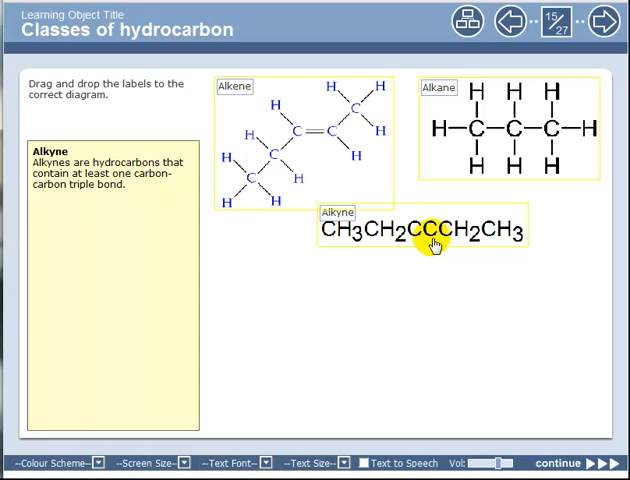 Learning Object Title
Classes of hydrocarbon
15/27
Drag and drop the labels to the
correct diagram.
Alkyne
Alkynes are hydrocarbons that
contain at least one carbon-
carbon triple bond.
Alkene
H H
H C
C = C H
H H
H C
C H
H H
Alkane
H H H
H C C C H
H H H
Alkyne
CH3CH2CCCH2CH3
--Colour Scheme-- --Screen Size-- --Text Font-- --Text Size-- Text to Speech Vol: continue